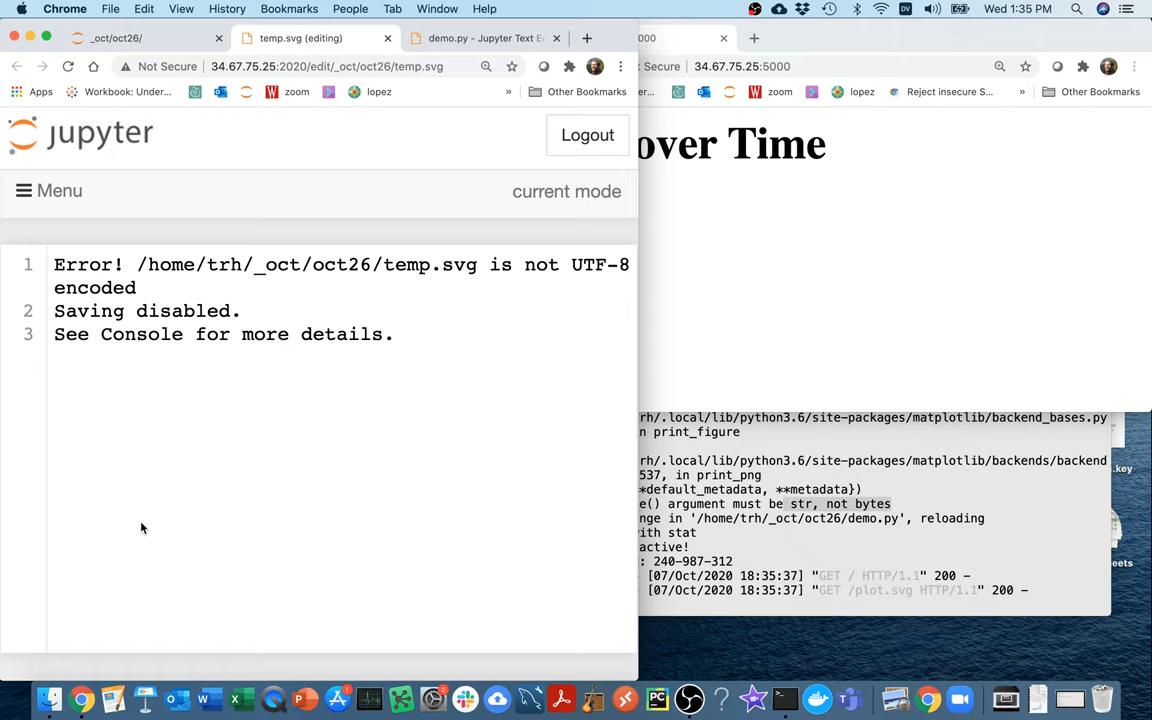 Chrome File Edit View History Bookmarks People Tab Window Help Wed 1:35 PM
_oct/oct26/ temp.svg (editing) demo.py - Jupyter Text E 000
Not Secure 34.67.75.25:2020/edit/_oct/oct26/temp.svg
t Secure 34.67.75.25:5000
Apps Workbook: Under... zoom lopez » Other Bookmarks
er... zoom lopez Reject insecure S... » Other Bookmarks
jupyter
Logout
over Time
Menu
current mode
1 Error! /home/trh/_oct/oct26/temp.svg is not UTF-8
encoded
2 Saving disabled.
3 See Console for more details.
rh/.local/lib/python3.6/site-packages/matplotlib/backend_bases.py
n print_figure
rh/.local/lib/python3.6/site-packages/matplotlib/backends/backend
537, in print_png
*default_metadata, **metadata})
e() argument must be str, not bytes
nge in '/home/trh/_oct/oct26/demo.py', reloading
ith stat
active!
: 240-987-312
- [07/Oct/2020 18:35:37] "GET / HTTP/1.1" 200 -
- [07/Oct/2020 18:35:37] "GET /plot.svg HTTP/1.1" 200 -
.key
eets